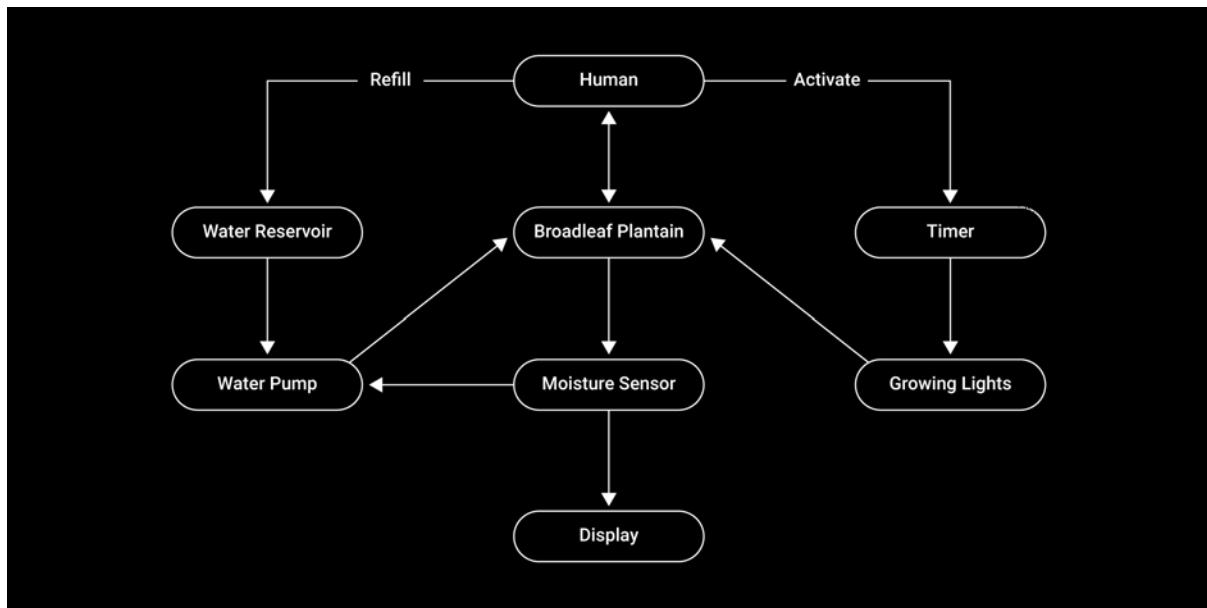 Refill
Human
Activate
Water Reservoir
Broadleaf Plantain
Timer
Water Pump
Moisture Sensor
Growing Lights
Display